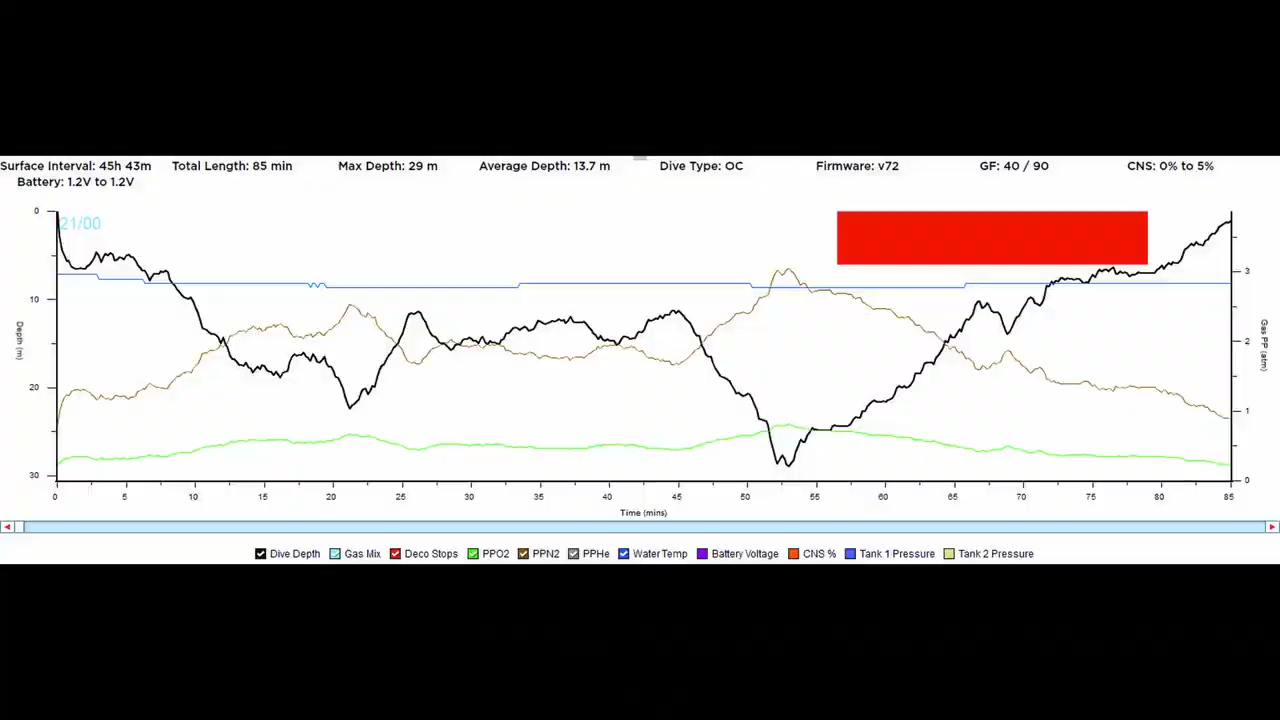 Surface Interval: 45h 43m Total Length: 85 min Max Depth: 29 m Average Depth: 13.7 m Dive Type: OC Firmware: v72 GF: 40 / 90 CNS: 0% to 5%
Battery: 1.2V to 1.2V
21/00
0
10
20
30
Depth (m)
3
2
1
0
Gas PP (atm)
0 5 10 15 20 25 30 35 40 45 50 55 60 65 70 75 80 85
Time (mins)
Dive Depth Gas Mix Deco Stops PPO2 PPN2 PPHe Water Temp Battery Voltage CNS % Tank 1 Pressure Tank 2 Pressure